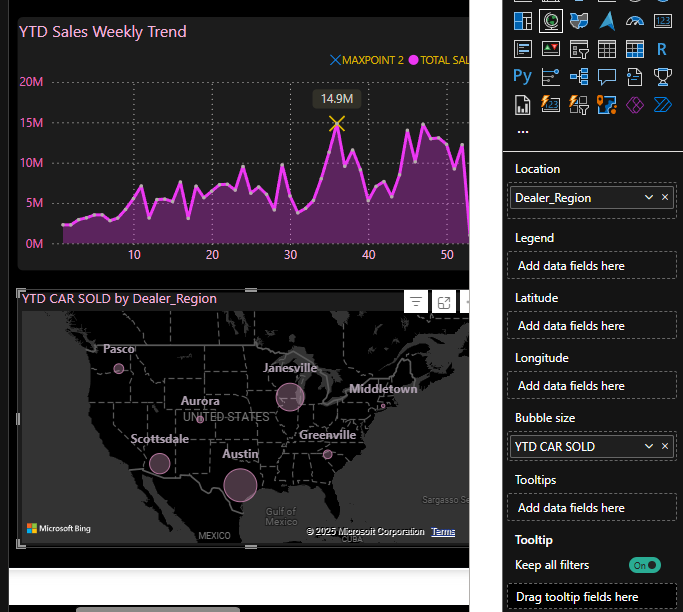 YTD Sales Weekly Trend
MAXPOINT 2 TOTAL SAL
20M
14.9M
15M
10M
5M
0M
10 20 30 40 50
YTD CAR SOLD by Dealer_Region
Pasco
Janesville
Middletown
Aurora
UNITED STATES
Greenville
Scottsdale
Austin
Gulf of
Mexico
Sargasso Se
Microsoft Bing
MEXICO
CUBA
© 2025 Microsoft Corporation Terms
123
R
Py
123
...
Location
Dealer_Region
Legend
Add data fields here
Latitude
Add data fields here
Longitude
Add data fields here
Bubble size
YTD CAR SOLD
Tooltips
Add data fields here
Tooltip
Keep all filters On
Drag tooltip fields here